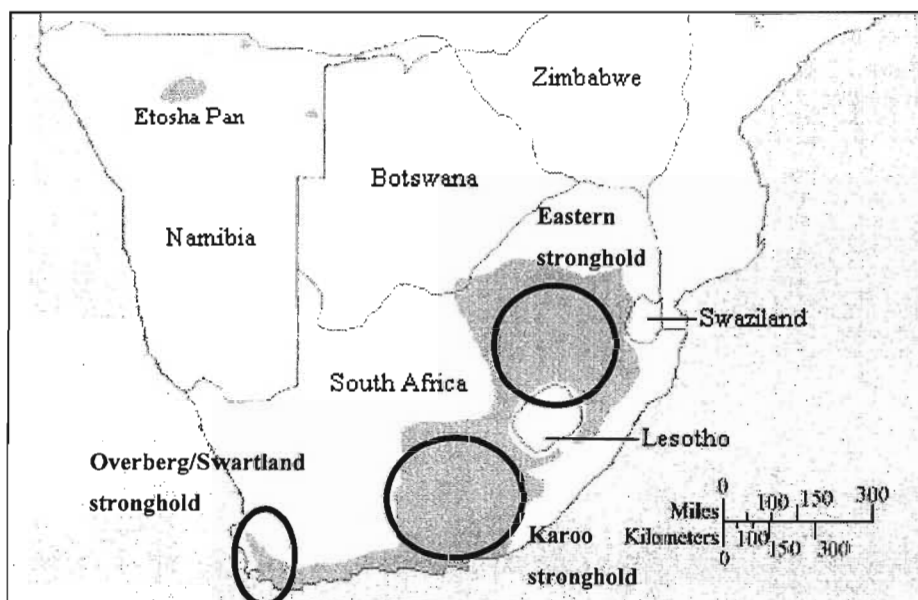 Zimbabwe
Etosha Pan
Botswana
Namibia
Eastern
stronghold
Swaziland
South Africa
Lesotho
Overberg/Swartland
stronghold
Karoo
stronghold
0
100 150 300
Miles
Kilometers
100
150 300
0